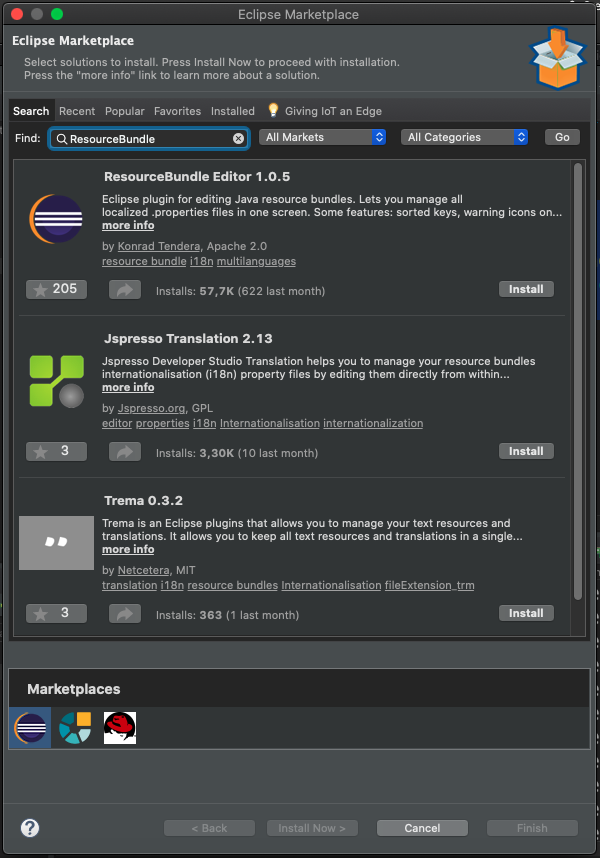 Eclipse Marketplace
Eclipse Marketplace
Select solutions to install. Press Install Now to proceed with installation.
Press the "more info" link to learn more about a solution.
Search Recent Popular Favorites Installed Giving IoT an Edge
Find: ResourceBundle All Markets All Categories Go
ResourceBundle Editor 1.0.5
Eclipse plugin for editing Java resource bundles. Lets you manage all
localized .properties files in one screen. Some features: sorted keys, warning icons on...
more info
by Konrad Tendera, Apache 2.0
resource bundle i18n multilanguages
205 Installs: 57,7K (622 last month) Install
Jspresso Translation 2.13
Jspresso Developer Studio Translation helps you to manage your resource bundles
internationalisation (i18n) property files by editing them directly from within...
more info
by Jspresso.org, GPL
editor properties i18n Internationalisation internationalization
3 Installs: 3,30K (10 last month) Install
Trema 0.3.2
Trema is an Eclipse plugins that allows you to manage your text resources and
translations. It allows you to keep all text resources and translations in a single...
more info
by Netcetera, MIT
translation i18n resource bundles Internationalisation fileExtension_trm
3 Installs: 363 (1 last month) Install
Marketplaces
? < Back Install Now > Cancel Finish